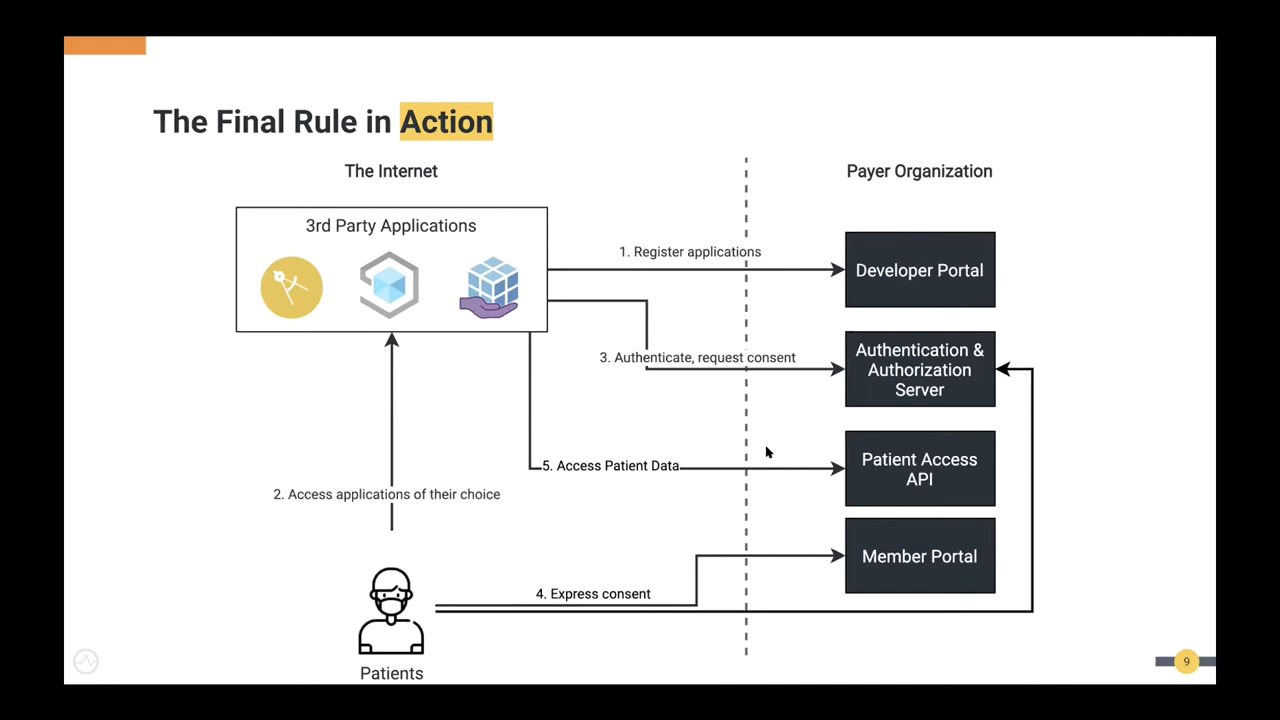 The Final Rule in Action
The Internet
Payer Organization
3rd Party Applications
1. Register applications
Developer Portal
3. Authenticate, request consent
Authentication &
Authorization
Server
5. Access Patient Data
Patient Access
API
2. Access applications of their choice
Member Portal
4. Express consent
Patients
9